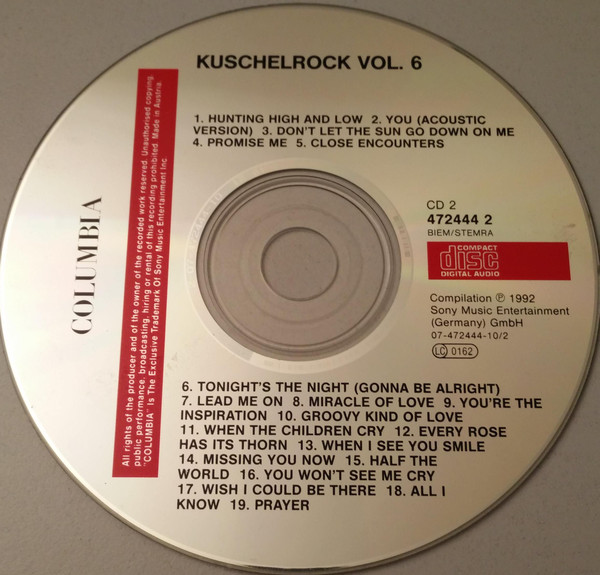 KUSCHELROCK VOL. 6
1. HUNTING HIGH AND LOW 2. YOU (ACOUSTIC
VERSION) 3. DON'T LET THE SUN GO DOWN ON ME
4. PROMISE ME 5. CLOSE ENCOUNTERS
COLUMBIA
All rights of the producer and of the owner of the recorded work reserved. Unauthorised copying,
public performance, broadcasting, hiring or rental of this recording prohibited. Made in Austria.
"COLUMBIA" Is The Exclusive Trademark Of Sony Music Entertainment Inc.
CD 2
472444 2
BIEM/STEMRA
COMPACT
disc
DIGITAL AUDIO
Compilation ℗ 1992
Sony Music Entertainment
(Germany) GmbH
07-472444-10/2
LC 0162
6. TONIGHT'S THE NIGHT (GONNA BE ALRIGHT)
7. LEAD ME ON 8. MIRACLE OF LOVE 9. YOU'RE THE
INSPIRATION 10. GROOVY KIND OF LOVE
11. WHEN THE CHILDREN CRY 12. EVERY ROSE
HAS ITS THORN 13. WHEN I SEE YOU SMILE
14. MISSING YOU NOW 15. HALF THE
WORLD 16. YOU WON'T SEE ME CRY
17. WISH I COULD BE THERE 18. ALL I
KNOW 19. PRAYER